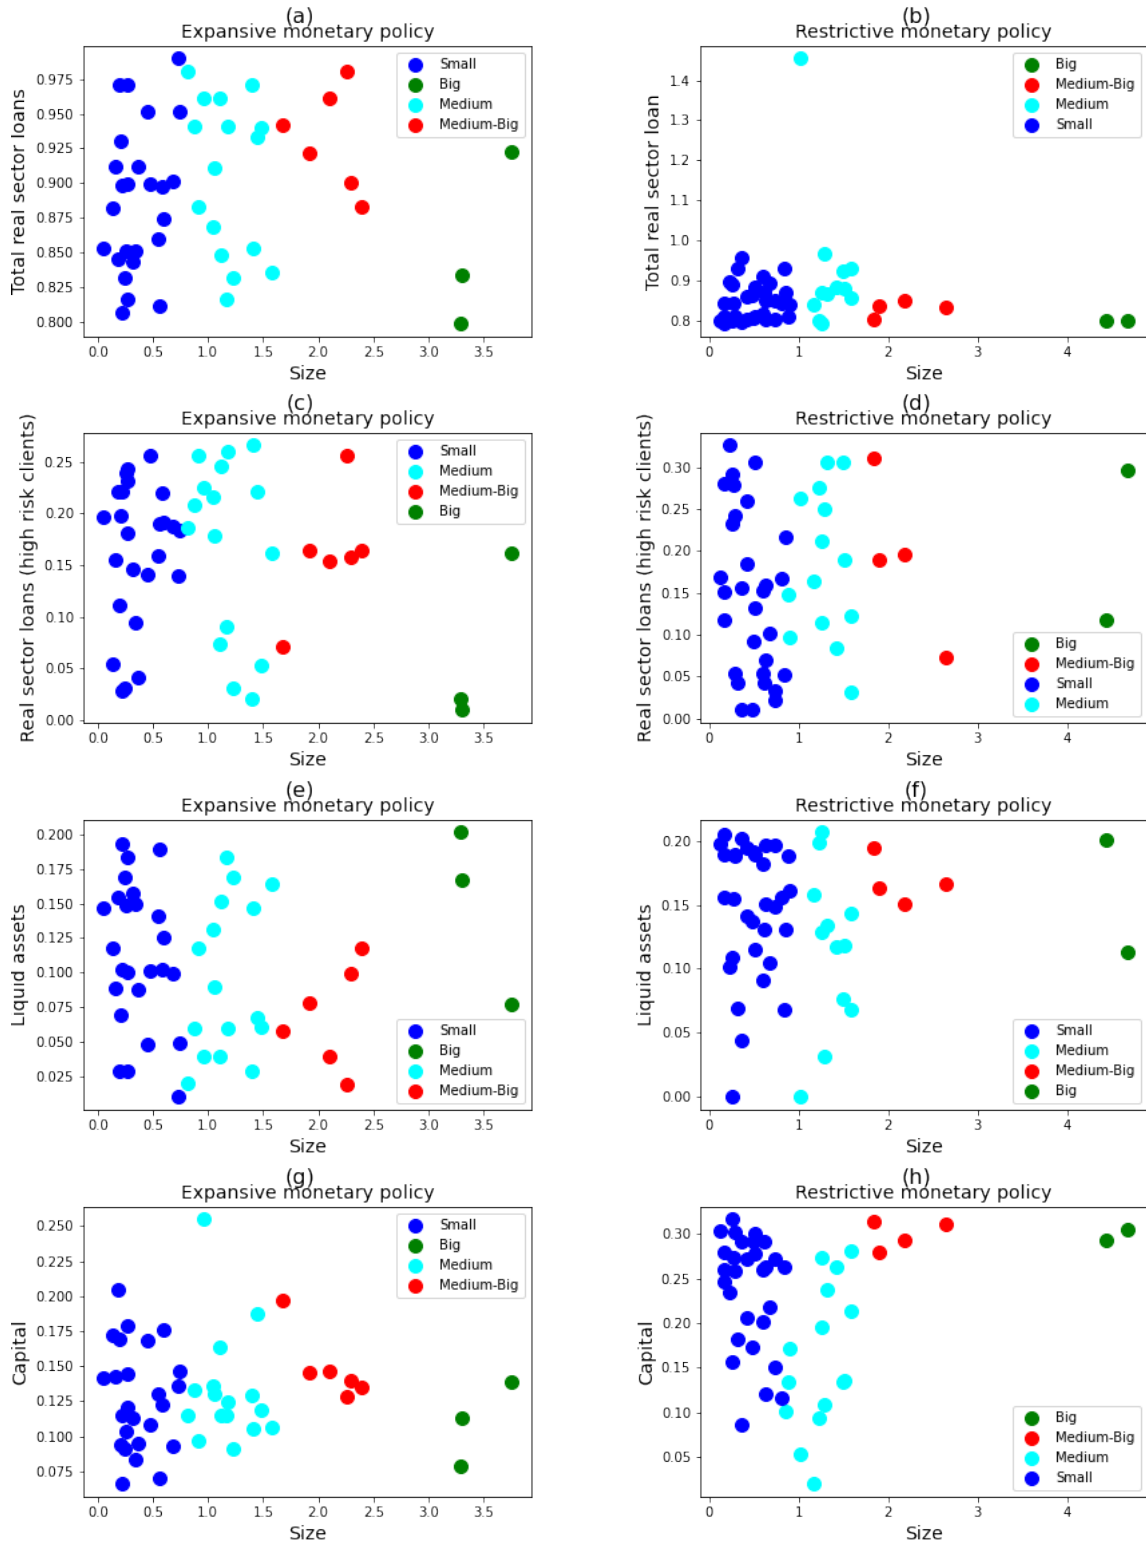 (a)
Expansive monetary policy
Total real sector loans
0.975
0.950
0.925
0.900
0.875
0.850
0.825
0.800
Small
Big
Medium
Medium-Big
0.0 0.5 1.0 1.5 2.0 2.5 3.0 3.5
Size
(b)
Restrictive monetary policy
Total real sector loan
1.4
1.3
1.2
1.1
1.0
0.9
0.8
Big
Medium-Big
Medium
Small
0 1 2 3 4
Size
(c)
Expansive monetary policy
Real sector loans (high risk clients)
0.25
0.20
0.15
0.10
0.05
0.00
Small
Medium
Medium-Big
Big
0.0 0.5 1.0 1.5 2.0 2.5 3.0 3.5
Size
(d)
Restrictive monetary policy
Real sector loans (high risk clients)
0.30
0.25
0.20
0.15
0.10
0.05
0.00
Big
Medium-Big
Small
Medium
0 1 2 3 4
Size
(e)
Expansive monetary policy
Liquid assets
0.200
0.175
0.150
0.125
0.100
0.075
0.050
0.025
Small
Big
Medium
Medium-Big
0.0 0.5 1.0 1.5 2.0 2.5 3.0 3.5
Size
(f)
Restrictive monetary policy
Liquid assets
0.20
0.15
0.10
0.05
0.00
Small
Medium
Medium-Big
Big
0 1 2 3 4
Size
(g)
Expansive monetary policy
Capital
0.250
0.225
0.200
0.175
0.150
0.125
0.100
0.075
Small
Big
Medium
Medium-Big
0.0 0.5 1.0 1.5 2.0 2.5 3.0 3.5
Size
(h)
Restrictive monetary policy
Capital
0.30
0.25
0.20
0.15
0.10
0.05
Big
Medium-Big
Medium
Small
0 1 2 3 4
Size